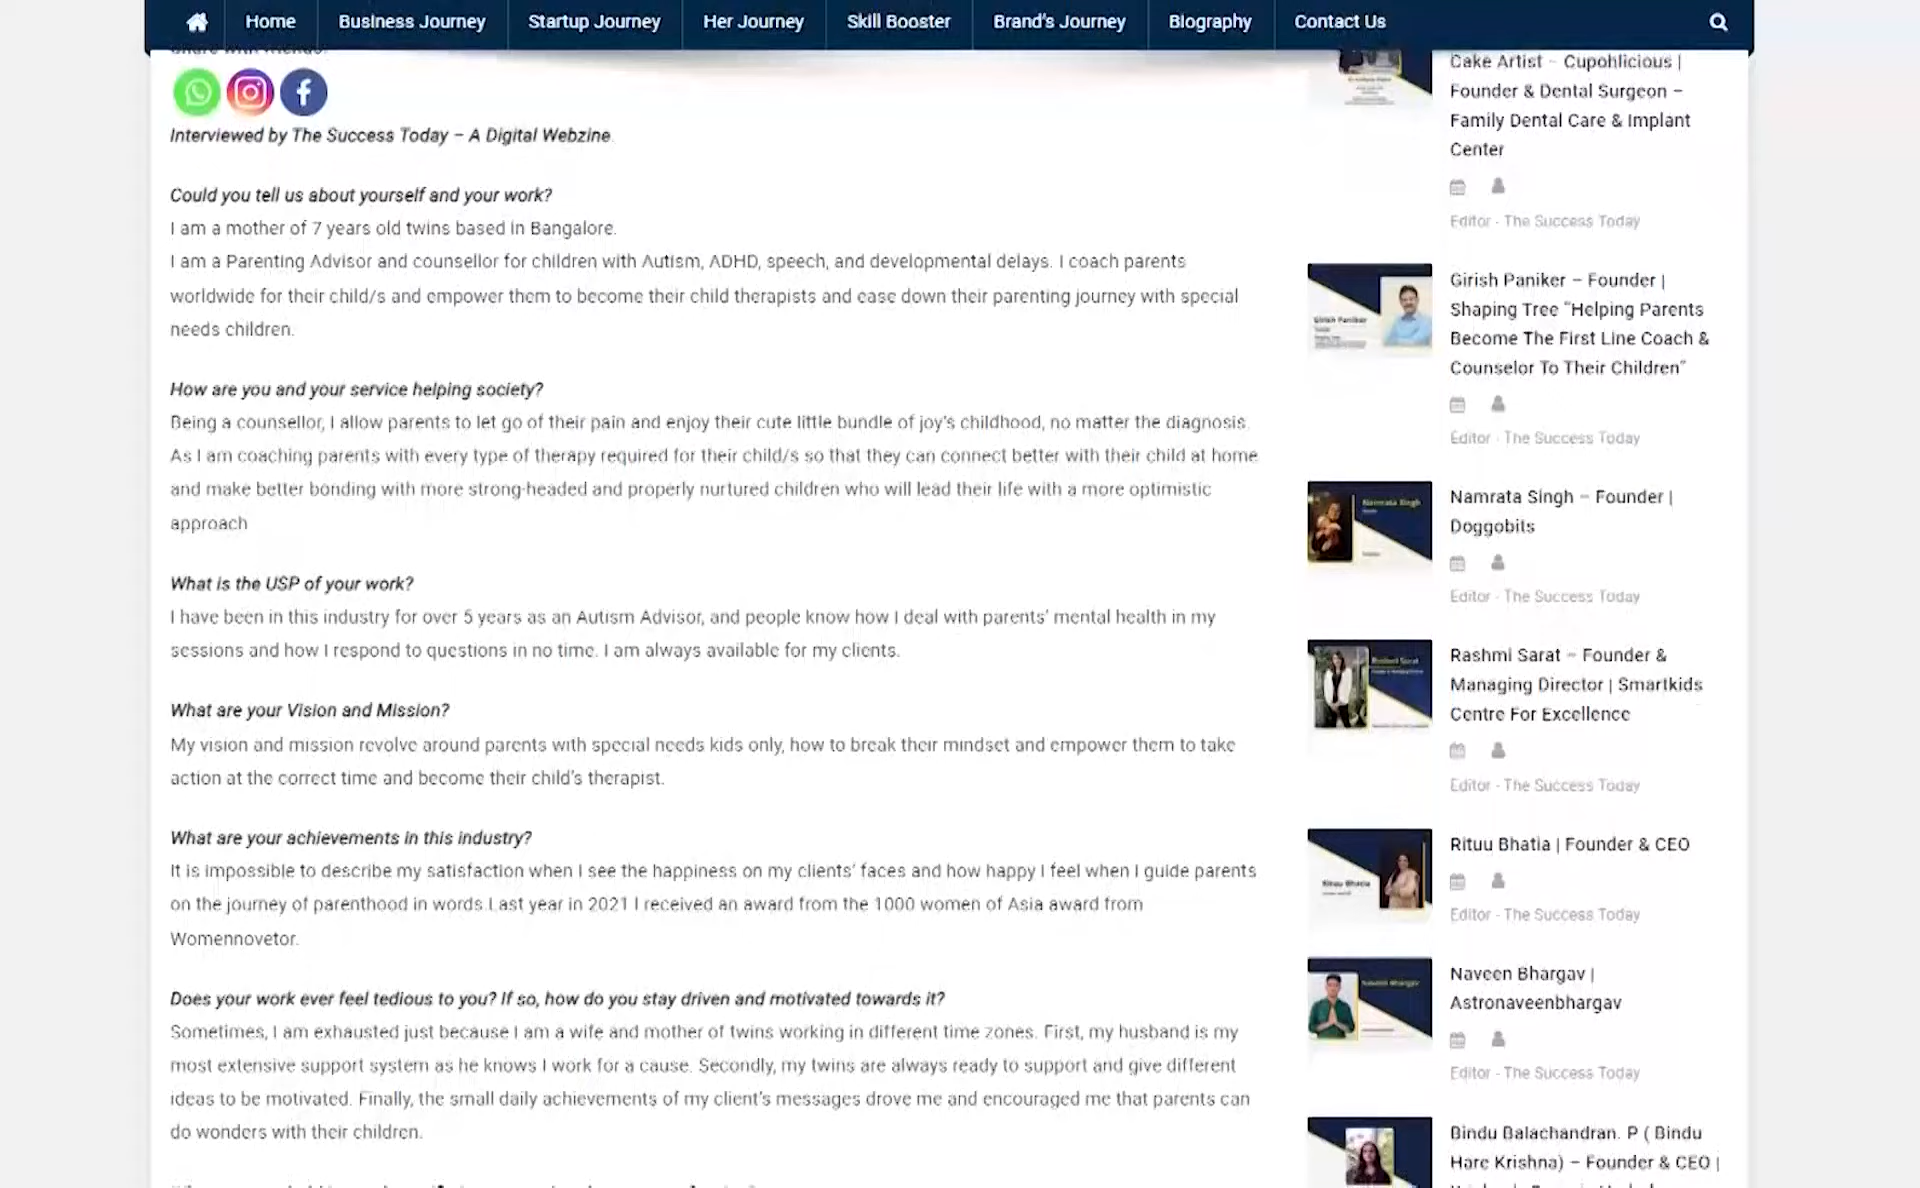 Home
Business Journey
Startup Journey
Her Journey
Skill Booster
Brand's Journey
Biography
Contact Us
Interviewed by The Success Today – A Digital Webzine
Could you tell us about yourself and your work?
I am a mother of 7 years old twins based in Bangalore.
I am a Parenting Advisor and counsellor for children with Autism, ADHD, speech, and developmental delays. I coach parents
worldwide for their child/s and empower them to become their child therapists and ease down their parenting journey with special
needs children.
How are you and your service helping society?
Being a counsellor, I allow parents to let go of their pain and enjoy their cute little bundle of joy's childhood, no matter the diagnosis.
As I am coaching parents with every type of therapy required for their child/s so that they can connect better with their child at home
and make better bonding with more strong-headed and properly nurtured children who will lead their life with a more optimistic
approach
What is the USP of your work?
I have been in this industry for over 5 years as an Autism Advisor, and people know how I deal with parents' mental health in my
sessions and how I respond to questions in no time. I am always available for my clients.
What are your Vision and Mission?
My vision and mission revolve around parents with special needs kids only, how to break their mindset and empower them to take
action at the correct time and become their child's therapist.
What are your achievements in this industry?
It is impossible to describe my satisfaction when I see the happiness on my clients' faces and how happy I feel when I guide parents
on the journey of parenthood in words.Last year in 2021 I received an award from the 1000 women of Asia award from
Womennovetor.
Does your work ever feel tedious to you? If so, how do you stay driven and motivated towards it?
Sometimes, I am exhausted just because I am a wife and mother of twins working in different time zones. First, my husband is my
most extensive support system as he knows I work for a cause. Secondly, my twins are always ready to support and give different
ideas to be motivated. Finally, the small daily achievements of my client's messages drove me and encouraged me that parents can
do wonders with their children.
Cake Artist – Cupohlicious |
Founder & Dental Surgeon –
Family Dental Care & Implant
Center
Editor - The Success Today
Girish Paniker
Girish Paniker – Founder |
Shaping Tree "Helping Parents
Become The First Line Coach &
Counselor To Their Children"
Editor - The Success Today
Namrata Singh
Namrata Singh – Founder |
Doggobits
Editor - The Success Today
Rashmi Sarat
Rashmi Sarat – Founder &
Managing Director | Smartkids
Centre For Excellence
Editor - The Success Today
Rituu Bhatia
Rituu Bhatia | Founder & CEO
Editor - The Success Today
Naveen Bhargav
Naveen Bhargav |
Astronaveenbhargav
Editor - The Success Today
Bindu Balachandran. P ( Bindu
Hare Krishna) – Founder & CEO |